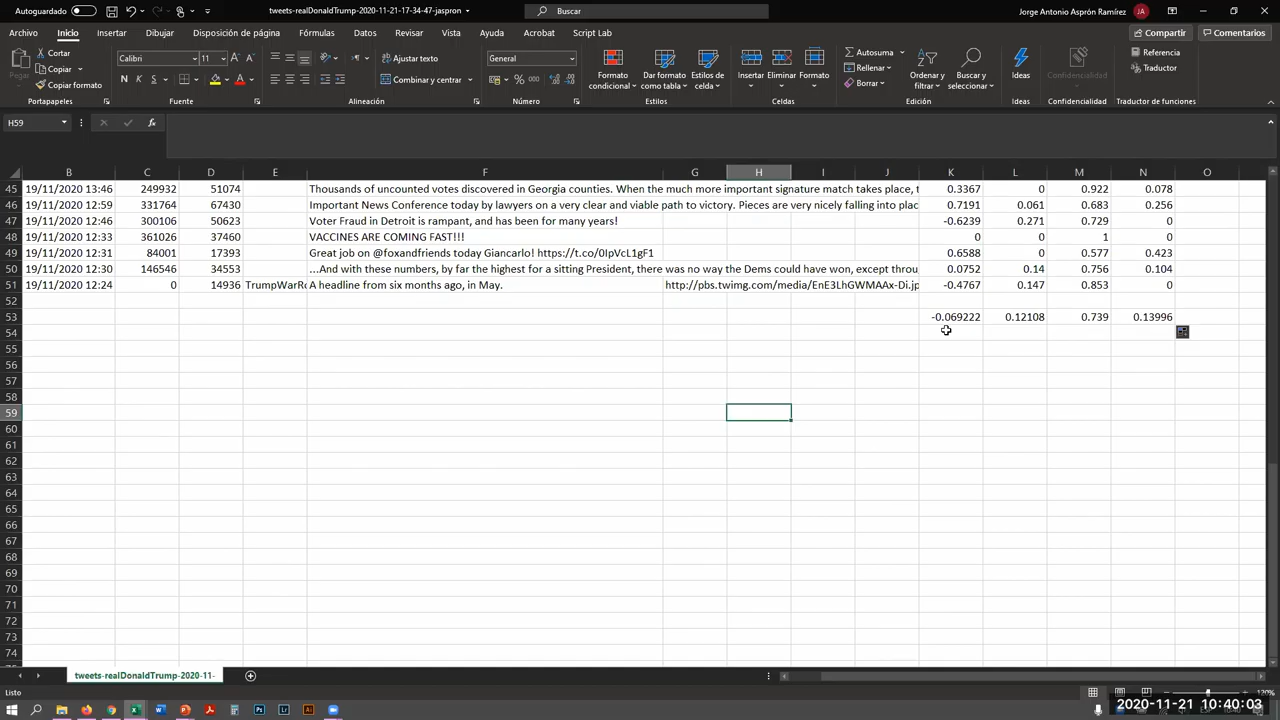 Autoguardado
tweets-realDonaldTrump-2020-11-21-17-34-47-jaspron
Buscar
Jorge Antonio Asprón Ramírez
JA
Archivo Inicio Insertar Dibujar Disposición de página Fórmulas Datos Revisar Vista Ayuda Acrobat Script Lab
Compartir Comentarios
Pegar Cortar Copiar Copiar formato
Calibri 11
N K S
Ajustar texto
Combinar y centrar
General
Formato condicional
Dar formato como tabla
Estilos de celda
Insertar Eliminar Formato
Autosuma Rellenar Borrar
Ordenar y filtrar
Buscar y seleccionar
Ideas
Confidencialidad
Referencia
Traductor
Portapapeles Fuente Alineación Número Estilos Celdas Edición Ideas Confidencialidad Traductor de funciones
H59 fx
B C D E F G H I J K L M N O
45 19/11/2020 13:46 249932 51074 Thousands of uncounted votes discovered in Georgia counties. When the much more important signature match takes place, t 0.3367 0 0.922 0.078
46 19/11/2020 12:59 331764 67430 Important News Conference today by lawyers on a very clear and viable path to victory. Pieces are very nicely falling into plac 0.7191 0.061 0.683 0.256
47 19/11/2020 12:46 300106 50623 Voter Fraud in Detroit is rampant, and has been for many years! -0.6239 0.271 0.729 0
48 19/11/2020 12:33 361026 37460 VACCINES ARE COMING FAST!!! 0 0 1 0
49 19/11/2020 12:31 84001 17393 Great job on @foxandfriends today Giancarlo! https://t.co/0IpVcL1gF1 0.6588 0 0.577 0.423
50 19/11/2020 12:30 146546 34553 ...And with these numbers, by far the highest for a sitting President, there was no way the Dems could have won, except throu 0.0752 0.14 0.756 0.104
51 19/11/2020 12:24 0 14936 TrumpWarRo A headline from six months ago, in May. http://pbs.twimg.com/media/EnE3LhGWMAAx-Di.jp -0.4767 0.147 0.853 0
52
53 -0.069222 0.12108 0.739 0.13996
54
55
56
57
58
59
60
61
62
63
64
65
66
67
68
69
70
71
72
73
74
tweets-realDonaldTrump-2020-11-
Listo
120%
2020-11-21 10:40:03